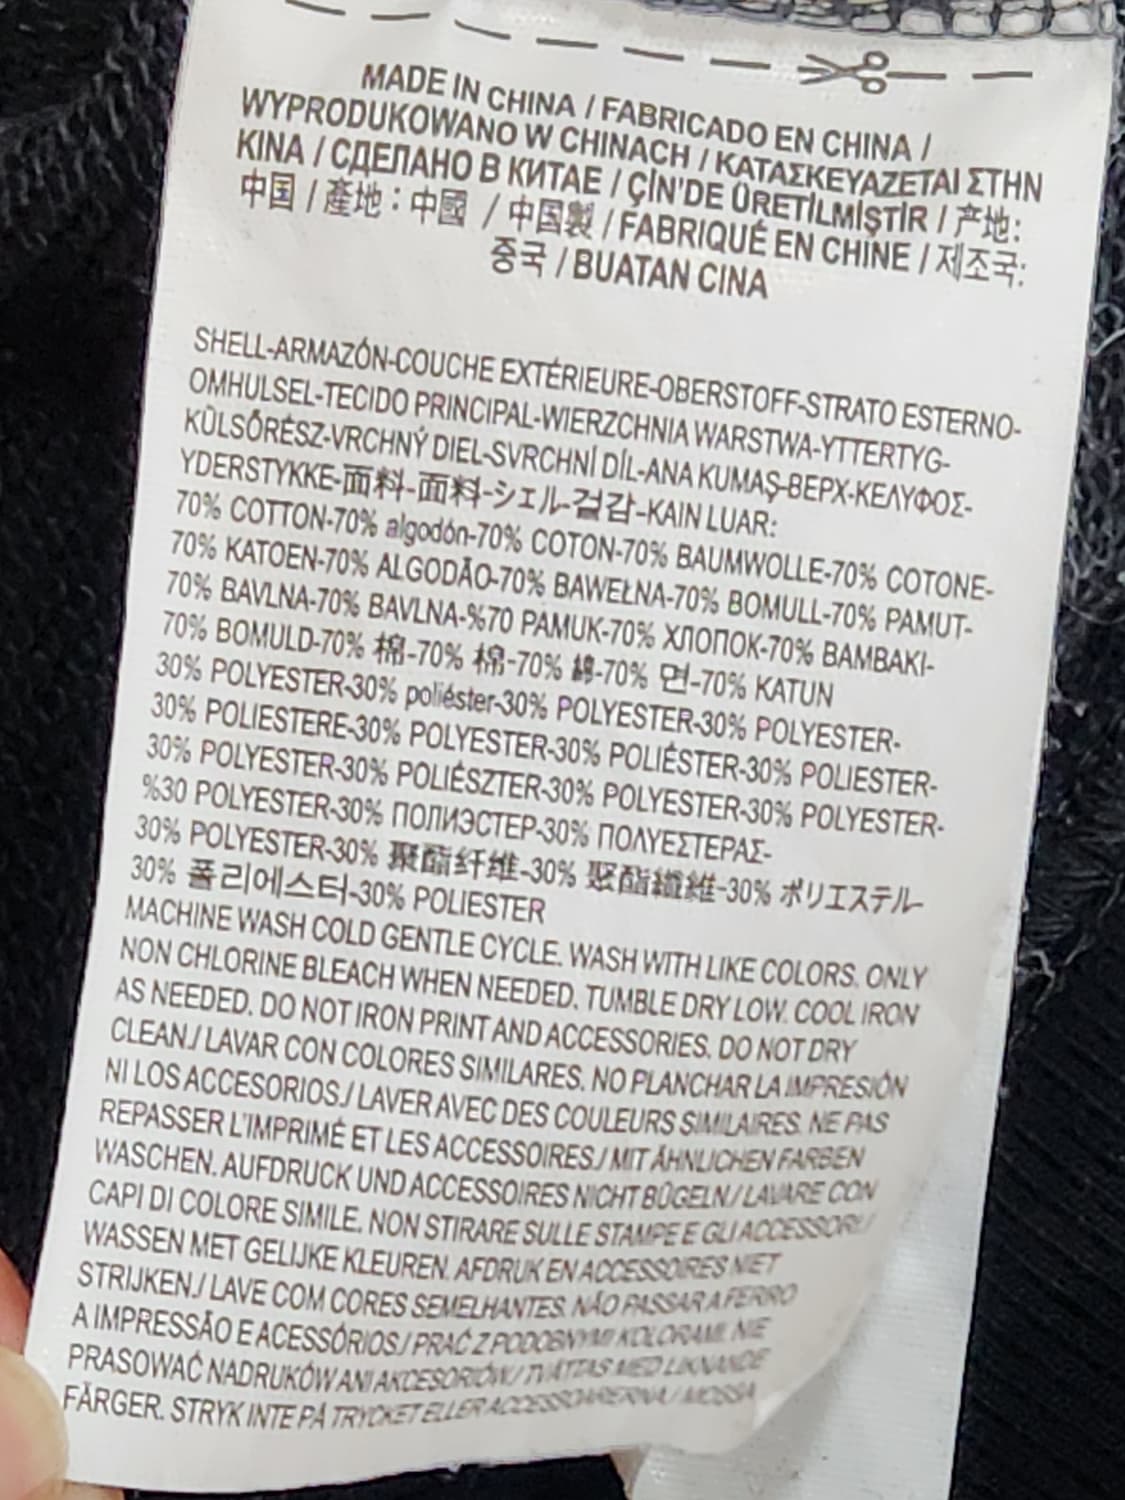 MADE IN CHINA / FABRICADO EN CHINA /
WYPRODUKOWANO W CHINACH / ΚΑΤΑΣΚΕΥΑΖΕΤΑΙ ΣΤΗΝ
ΚΙΝΑ / СДЕЛАНО В КИТАЕ / ÇİN'DE ÜRETİLMİŞTİR / 产地:
中国 / 產地：中國 / 中国製 / FABRIQUÉ EN CHINE / 제조국:
중국 / BUATAN CINA
SHELL-ARMAZÓN-COUCHE EXTÉRIEURE-OBERSTOFF-STRATO ESTERNO-
OMHULSEL-TECIDO PRINCIPAL-WIERZCHNIA WARSTWA-YTTERTYG-
KÜLSŐRÉSZ-VRCHNÝ DIEL-SVRCHNÍ DÍL-ANA KUMAŞ-ВЕРХ-ΚΕΛΥΦΟΣ-
YDERSTYKKE-面料-面料-シェル-겉감-KAIN LUAR:
70% COTTON-70% algodón-70% COTON-70% BAUMWOLLE-70% COTONE-
70% KATOEN-70% ALGODÃO-70% BAWEŁNA-70% BOMULL-70% PAMUT-
70% BAVLNA-70% BAVLNA-%70 PAMUK-70% ХЛОПОК-70% BAMBAKI-
70% BOMULD-70% 棉-70% 棉-70% 綿-70% 면-70% KATUN
30% POLYESTER-30% poliéster-30% POLYESTER-30% POLYESTER-
30% POLIESTERE-30% POLYESTER-30% POLIÉSTER-30% POLIESTER-
30% POLYESTER-30% POLIÉSZTER-30% POLYESTER-30% POLYESTER-
%30 POLYESTER-30% ПОЛИЭСТЕР-30% ΠΟΛΥΕΣΤΕΡΑΣ-
30% POLYESTER-30% 聚酯纤维-30% 聚酯纖維-30% ポリエステル-
30% 폴리에스터-30% POLIESTER
MACHINE WASH COLD GENTLE CYCLE. WASH WITH LIKE COLORS. ONLY
NON CHLORINE BLEACH WHEN NEEDED. TUMBLE DRY LOW. COOL IRON
AS NEEDED. DO NOT IRON PRINT AND ACCESSORIES. DO NOT DRY
CLEAN./ LAVAR CON COLORES SIMILARES. NO PLANCHAR LA IMPRESIÓN
NI LOS ACCESORIOS./ LAVER AVEC DES COULEURS SIMILAIRES. NE PAS
REPASSER L'IMPRIMÉ ET LES ACCESSOIRES./ MIT ÄHNLICHEN FARBEN
WASCHEN. AUFDRUCK UND ACCESSOIRES NICHT BÜGELN./ LAVARE CON
CAPI DI COLORE SIMILE. NON STIRARE SULLE STAMPE E GLI ACCESSORI./
WASSEN MET GELIJKE KLEUREN. AFDRUK EN ACCESSOIRES NIET
STRIJKEN./ LAVE COM CORES SEMELHANTES. NÃO PASSAR A FERRO
A IMPRESSÃO E ACESSÓRIOS./ PRAĆ Z PODOBNYMI KOLORAMI. NIE
PRASOWAĆ NADRUKÓW ANI AKCESORIÓW./ TVÄTTAS MED LIKNANDE
FÄRGER. STRYK INTE PÅ TRYCKET ELLER ACCESSOARERNA./ MOSSA